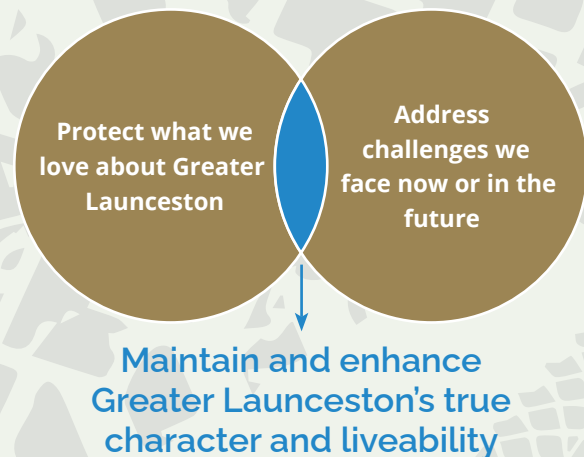 Protect what we
love about Greater
Launceston
Address
challenges we
face now or in the
future
Maintain and enhance
Greater Launceston’s true
character and liveability